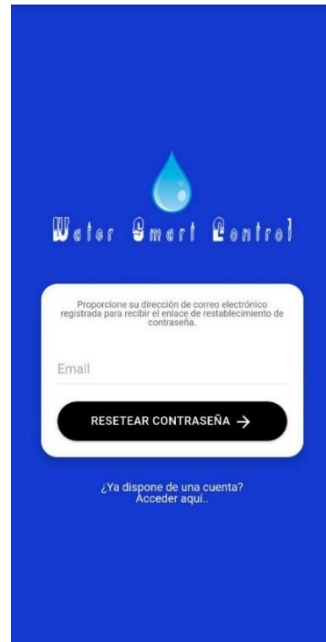 Water Smart Control
Proporcione su dirección de correo electrónico
registrada para recibir el enlace de restablecimiento de
contraseña.
Email
RESETEAR CONTRASEÑA →
¿Ya dispone de una cuenta?
Acceder aquí..